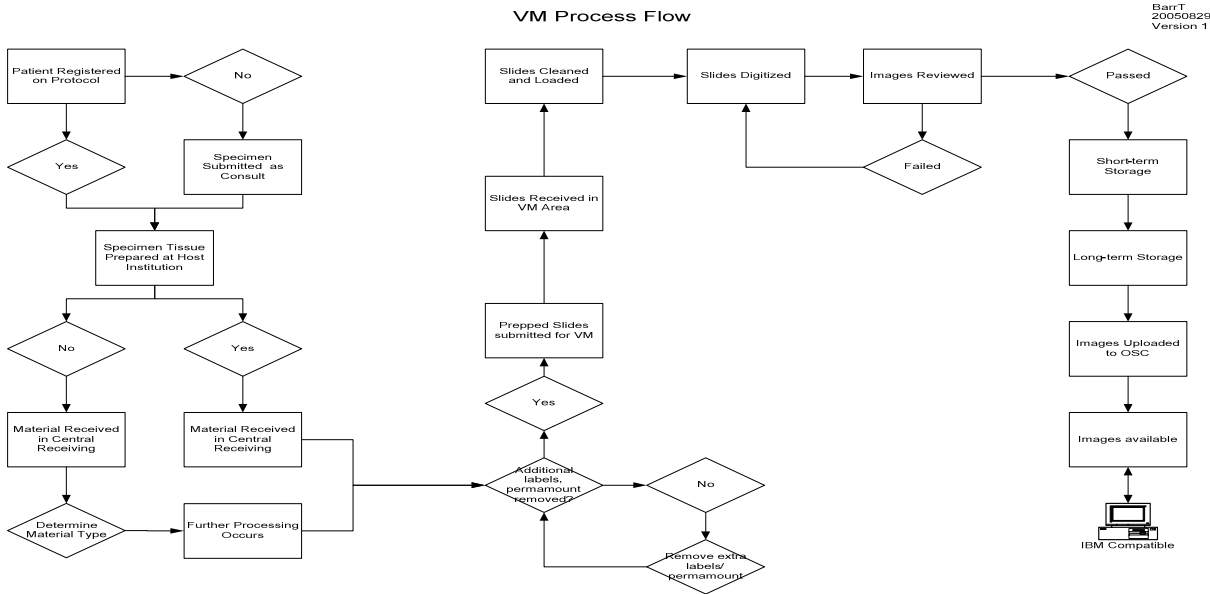 VM Process Flow
BarrT
20050829
Version 1
Patient Registered
on Protocol
No
Yes
Specimen
Submitted as
Consult
Specimen Tissue
Prepared at Host
Institution
No
Yes
Material Received
in Central
Receiving
Material Received
in Central
Receiving
Determine
Material Type
Further Processing
Occurs
Slides Cleaned
and Loaded
Slides Received in
VM Area
Prepped Slides
submitted for VM
Yes
Additional
labels,
permamount
removed?
No
Remove extra
labels/
permamount
Slides Digitized
Images Reviewed
Failed
Passed
Short-term
Storage
Long-term Storage
Images Uploaded
to OSC
Images available
IBM Compatible